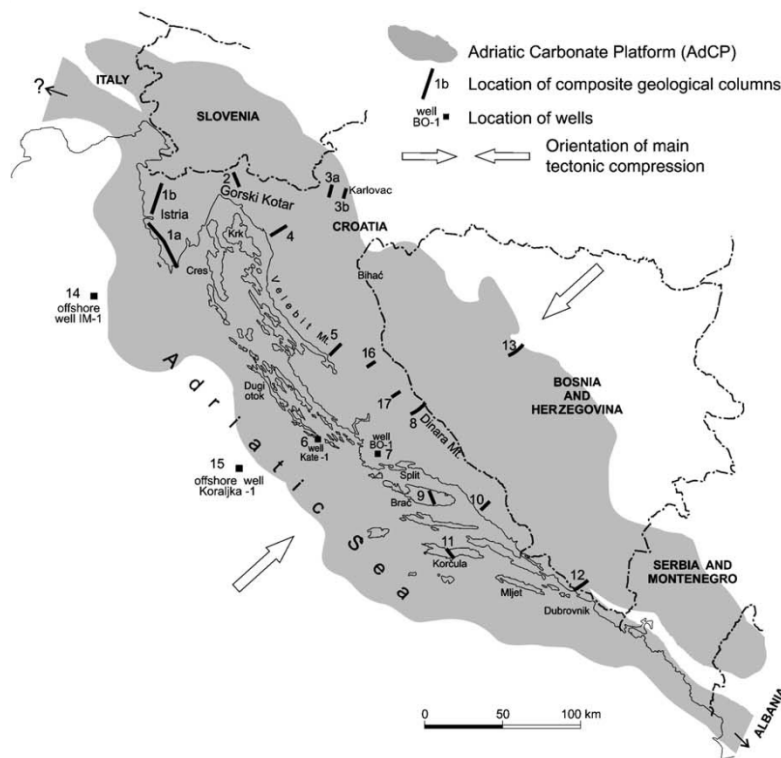 Adriatic Carbonate Platform (AdCP)
1b
Location of composite geological columns
well
BO-1
Location of wells
Orientation of main
tectonic compression
?
ITALY
SLOVENIA
1b
Istria
1a
2
Gorski Kotar
3a
3b
Karlovac
CROATIA
4
Krk
Cres
Bihać
Velebit Mt.
14
offshore
well IM-1
5
16
13
BOSNIA
AND
HERZEGOVINA
17
8
Dinara Mt.
Dugi
otok
6
well
Kate -1
well
BO-1
7
15
offshore well
Koraljka -1
Adriatic Sea
Split
Brač
9
10
11
Korčula
Mljet
12
Dubrovnik
SERBIA AND
MONTENEGRO
ALBANIA
0
50
100 km